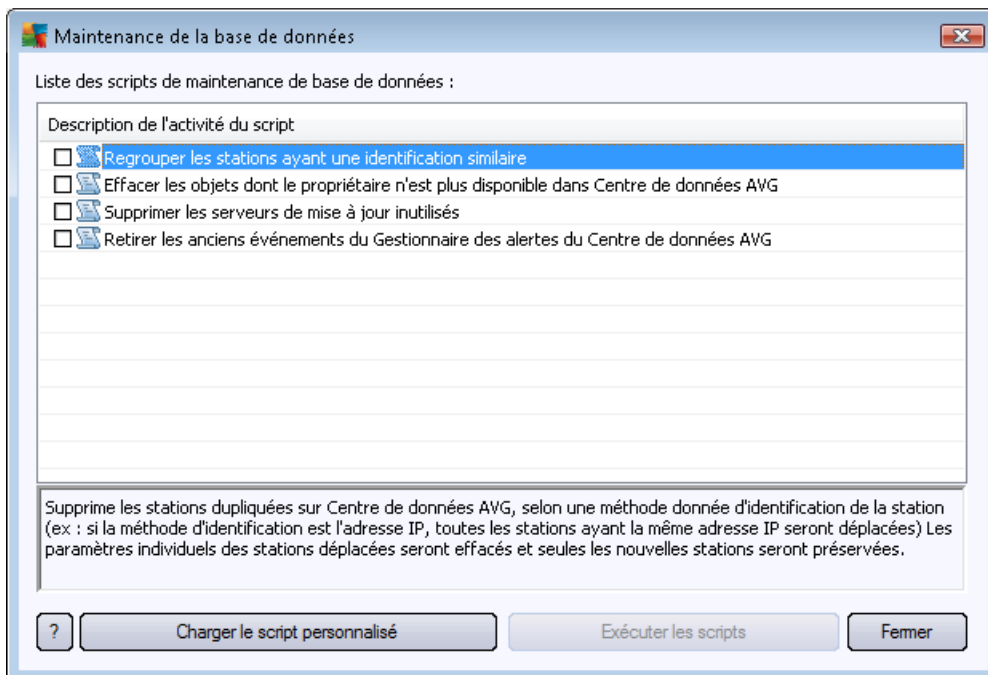 Maintenance de la base de données
Liste des scripts de maintenance de base de données :
Description de l'activité du script
Regrouper les stations ayant une identification similaire
Effacer les objets dont le propriétaire n'est plus disponible dans Centre de données AVG
Supprimer les serveurs de mise à jour inutilisés
Retirer les anciens événements du Gestionnaire des alertes du Centre de données AVG
Supprime les stations dupliquées sur Centre de données AVG, selon une méthode donnée d'identification de la station
(ex : si la méthode d'identification est l'adresse IP, toutes les stations ayant la même adresse IP seront déplacées) Les
paramètres individuels des stations déplacées seront effacés et seules les nouvelles stations seront préservées.
? Charger le script personnalisé Exécuter les scripts Fermer